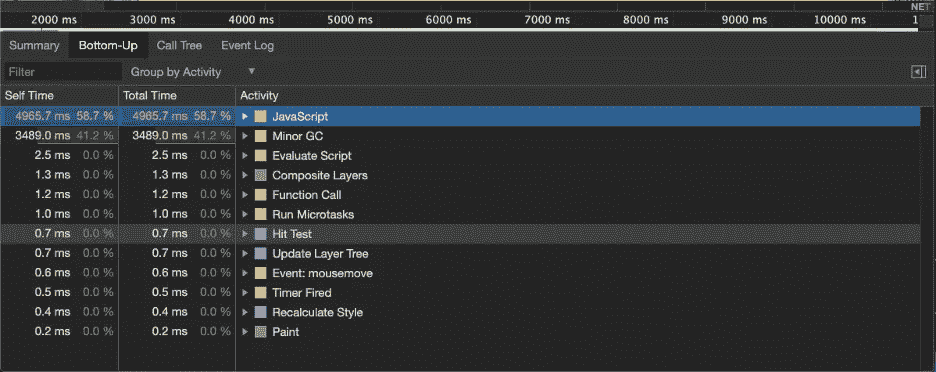 NET
2000 ms 3000 ms 4000 ms 5000 ms 6000 ms 7000 ms 8000 ms 9000 ms 10000 ms
Summary Bottom-Up Call Tree Event Log
Filter Group by Activity ▼
Self Time Total Time Activity
4965.7 ms 58.7 % 4965.7 ms 58.7 % JavaScript
3489.0 ms 41.2 % 3489.0 ms 41.2 % Minor GC
2.5 ms 0.0 % 2.5 ms 0.0 % Evaluate Script
1.3 ms 0.0 % 1.3 ms 0.0 % Composite Layers
1.2 ms 0.0 % 1.2 ms 0.0 % Function Call
1.0 ms 0.0 % 1.0 ms 0.0 % Run Microtasks
0.7 ms 0.0 % 0.7 ms 0.0 % Hit Test
0.7 ms 0.0 % 0.7 ms 0.0 % Update Layer Tree
0.6 ms 0.0 % 0.6 ms 0.0 % Event: mousemove
0.5 ms 0.0 % 0.5 ms 0.0 % Timer Fired
0.4 ms 0.0 % 0.4 ms 0.0 % Recalculate Style
0.2 ms 0.0 % 0.2 ms 0.0 % Paint